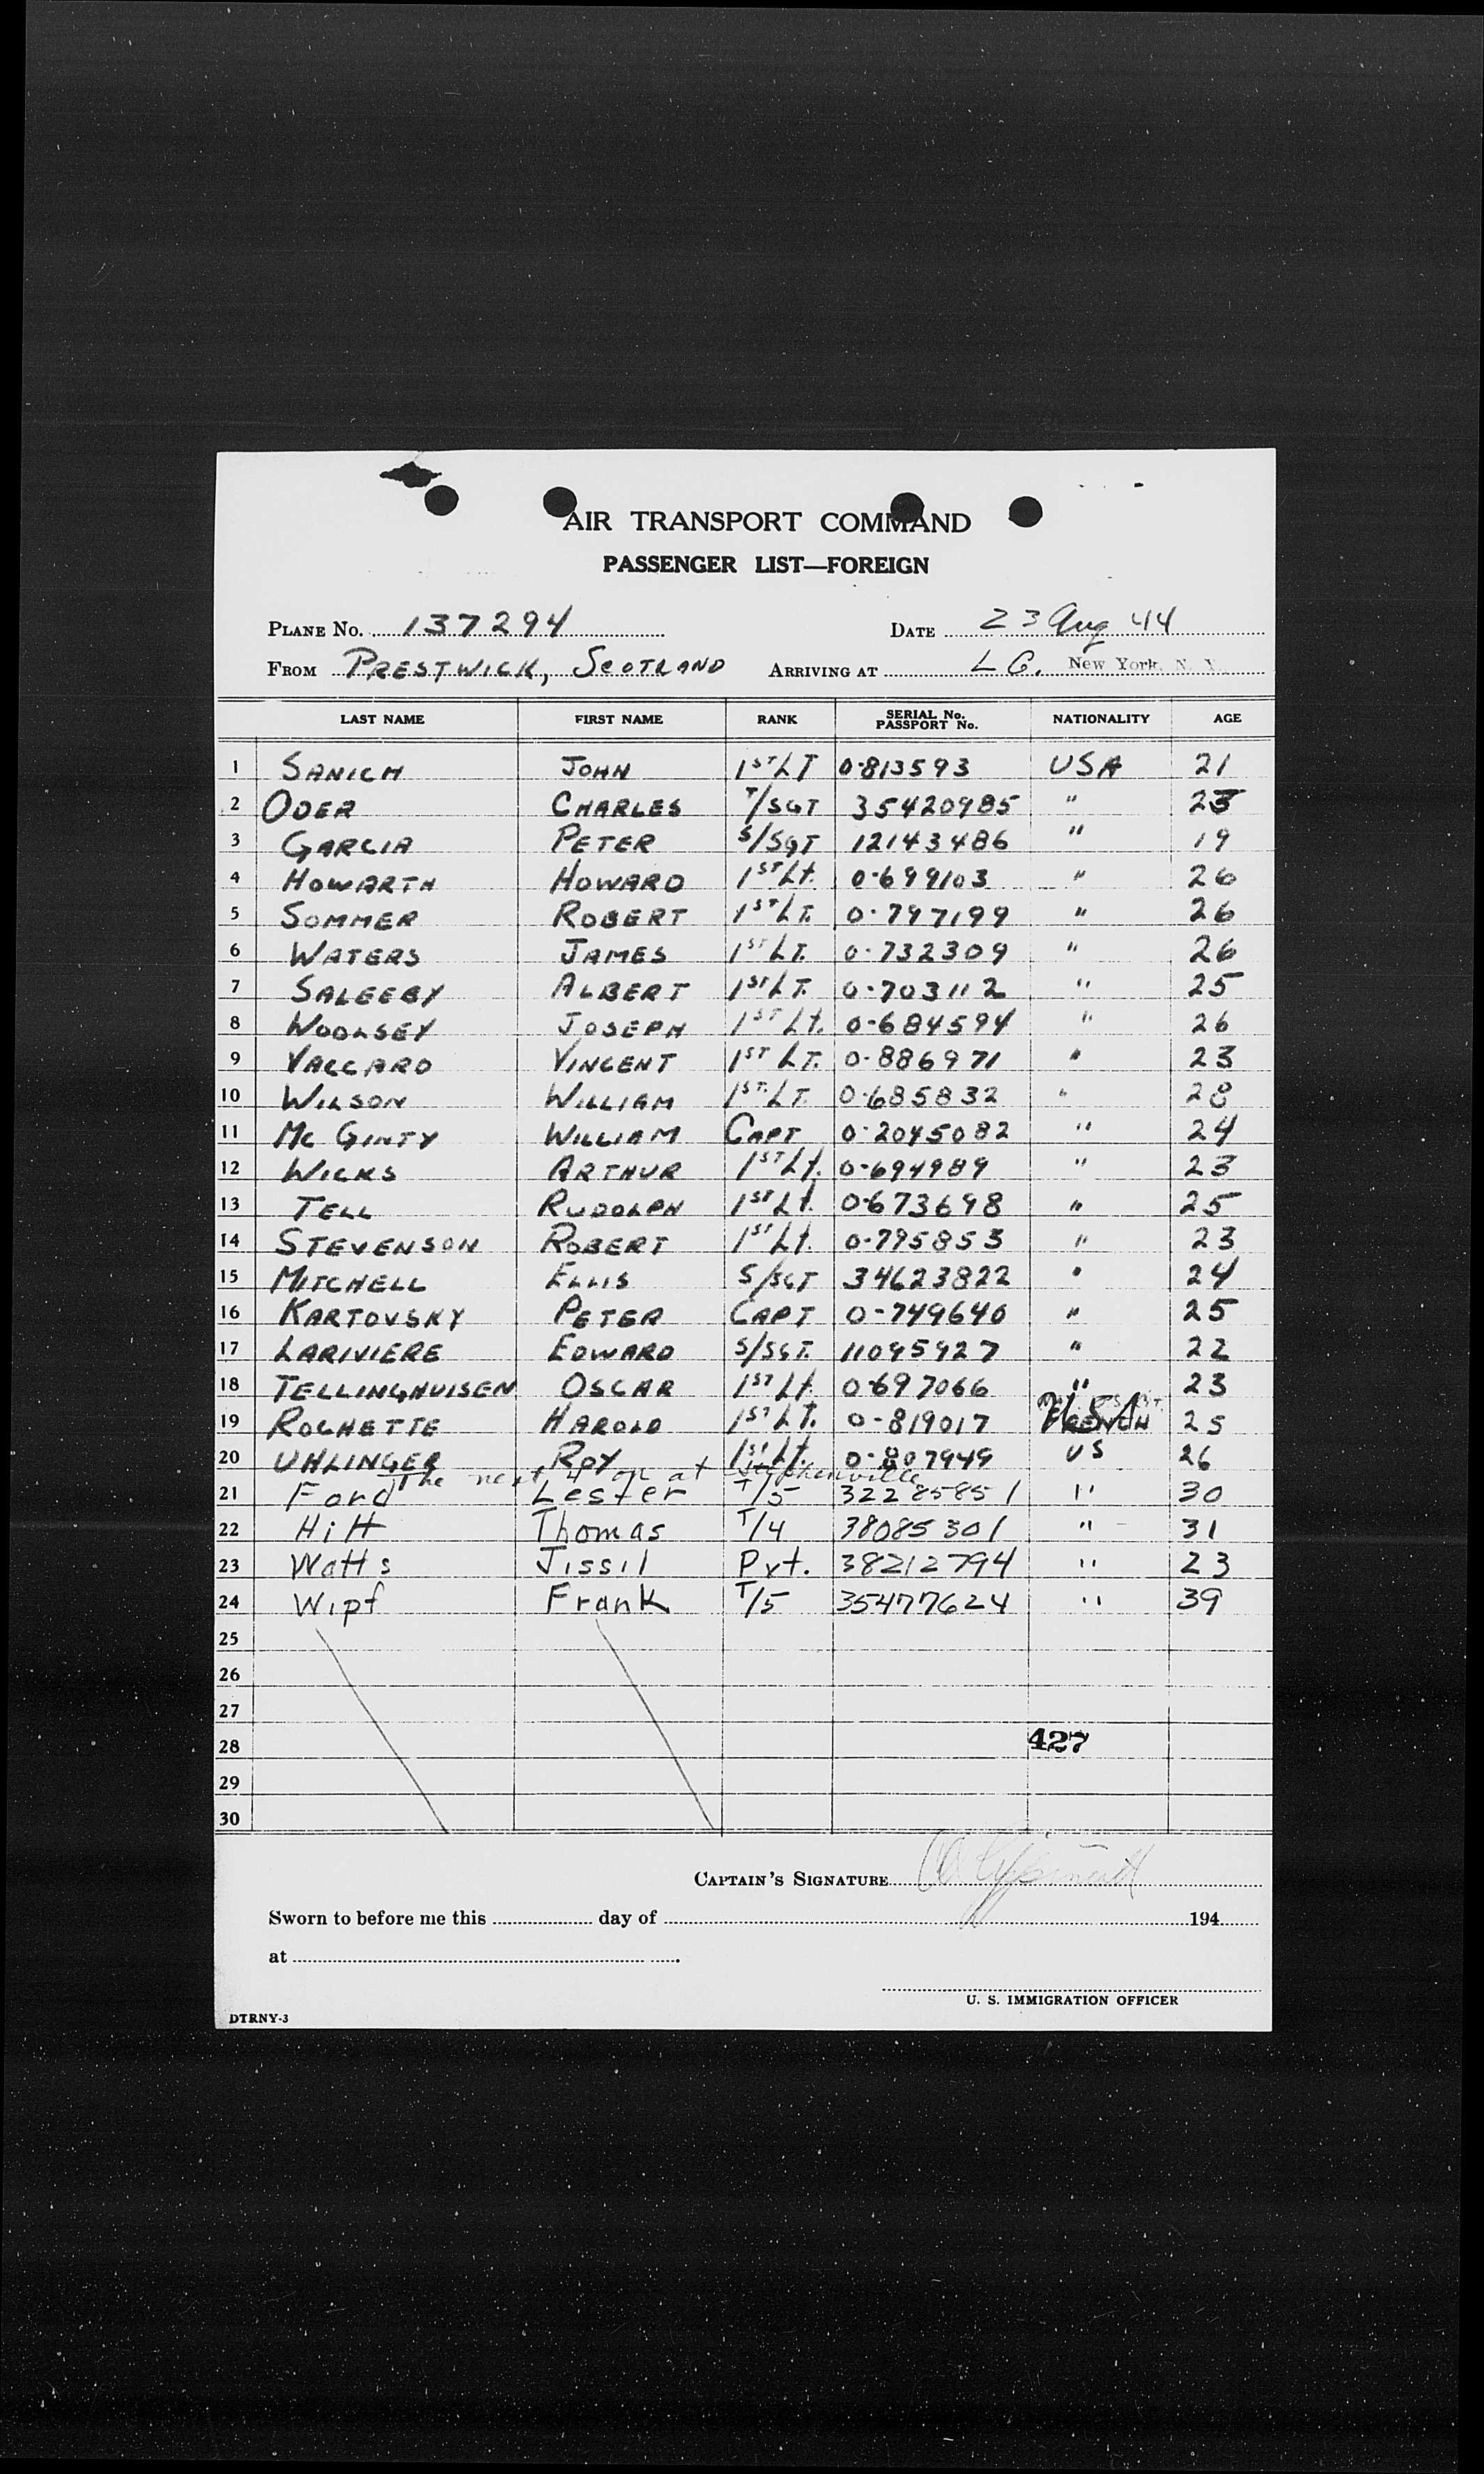 AIR TRANSPORT COMMAND
PASSENGER LIST—FOREIGN
PLANE No. 137294 DATE 23 Aug 44
FROM PRESTWICK, SCOTLAND ARRIVING AT L G. New York, N. Y.
LAST NAME FIRST NAME RANK SERIAL No. PASSPORT No. NATIONALITY AGE
1 SANICH JOHN 1ST LT 0-813593 USA 21
2 ODER CHARLES T/SGT 35420985 " 23
3 GARCIA PETER S/SGT 12143486 " 19
4 HOWARTH HOWARD 1ST Lt. 0-699103 " 26
5 SOMMER ROBERT 1ST LT. 0-797199 " 26
6 WATERS JAMES 1ST LT. 0-732309 " 26
7 SALEEBY ALBERT 1ST LT. 0-703112 " 25
8 WOOLSEY JOSEPH 1ST Lt. 0-684594 " 26
9 VACCARO VINCENT 1ST LT. 0-886971 " 23
10 WILSON WILLIAM 1ST LT. 0-685832 " 28
11 MC GINTY WILLIAM CAPT 0-2045082 " 24
12 WICKS ARTHUR 1ST Lt. 0-694989 " 23
13 TELL RUDOLPH 1ST Lt. 0-673698 " 25
14 STEVENSON ROBERT 1ST Lt. 0-795853 " 23
15 MITCHELL ELLIS S/SGT 34623822 " 24
16 KARTOVSKY PETER CAPT 0-749640 " 25
17 LARIVIERE EDWARD S/SGT. 11095927 " 22
18 TELLINGHUISEN OSCAR 1ST Lt. 0-697066 " 23
19 ROCHETTE HAROLD 1ST LT. 0-819017 FRENCH USA 25
20 UHLINGER ROY 1ST Lt. 0-807949 US 26
The next 4 on at Stephenville
21 Ford Lester T/5 32285851 " 30
22 Hitt Thomas T/4 38085301 " 31
23 Watts Jissil Pvt. 38212794 " 23
24 Wipf Frank T/5 35477624 " 39
25
26
27
28 427
29
30
CAPTAIN'S SIGNATURE
Sworn to before me this day of 194
at
U. S. IMMIGRATION OFFICER
DTRNY-3